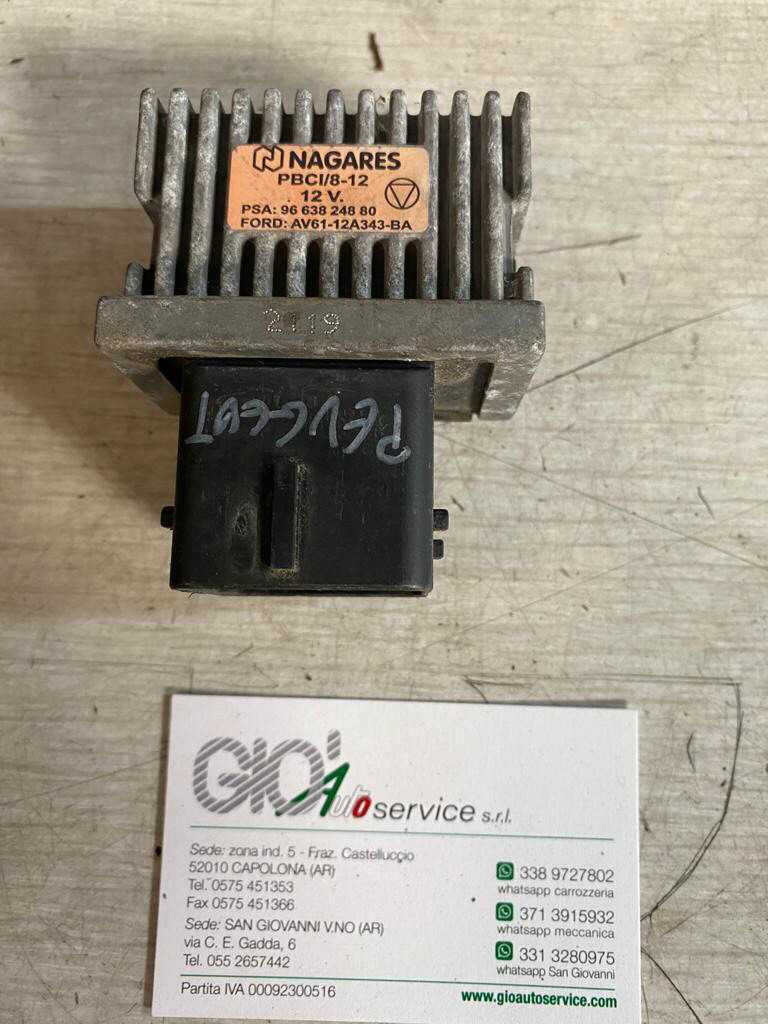 NAGARES
PBCI/8-12
12 V.
PSA: 96 638 248 80
FORD: AV61-12A343-BA
2119
PEUGEOT
GIO' Auto service s.r.l.
Sede: zona ind. 5 - Fraz. Castelluccio
52010 CAPOLONA (AR)
Tel. 0575 451353
Fax 0575 451366
Sede: SAN GIOVANNI V.NO (AR)
via C. E. Gadda, 6
Tel. 055 2657442
338 9727802
whatsapp carrozzeria
371 3915932
whatsapp meccanica
331 3280975
whatsapp San Giovanni
Partita IVA 00092300516
www.gioautoservice.com